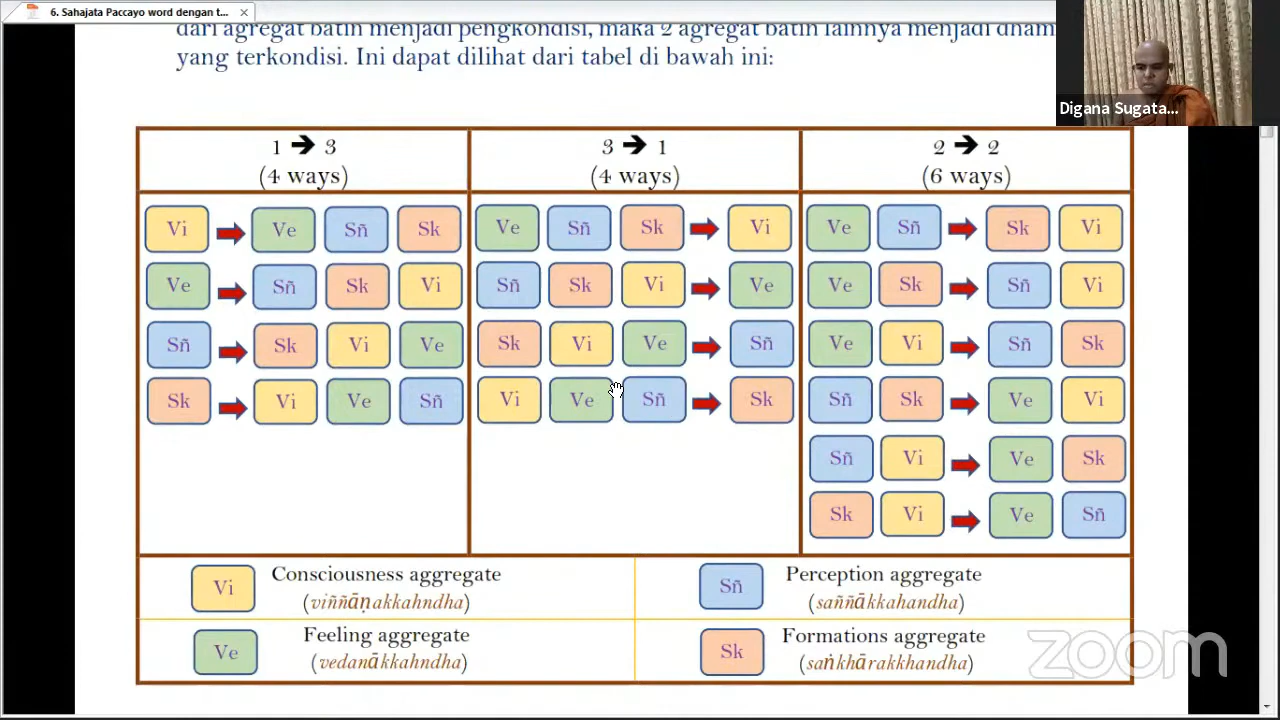 6. Sahajata Paccayo word dengan t...
dari agregat batin menjadi pengkondisi, maka 2 agregat batin lainnya menjadi dham
yang terkondisi. Ini dapat dilihat dari tabel di bawah ini:
Digana Sugata...
1 ➔ 3
(4 ways)
3 ➔ 1
(4 ways)
2 ➔ 2
(6 ways)
Vi Ve Sñ Sk
Ve Sñ Sk Vi
Sñ Sk Vi Ve
Sk Vi Ve Sñ
Ve Sñ Sk Vi
Sñ Sk Vi Ve
Sk Vi Ve Sñ
Vi Ve Sñ Sk
Ve Sñ Sk Vi
Ve Sk Sñ Vi
Ve Vi Sñ Sk
Sñ Sk Ve Vi
Sñ Vi Ve Sk
Sk Vi Ve Sñ
Vi Consciousness aggregate
(viññāṇakkahndha)
Sñ Perception aggregate
(saññākkahandha)
Ve Feeling aggregate
(vedanākkahndha)
Sk Formations aggregate
(saṅkhārakkhandha)
zoom